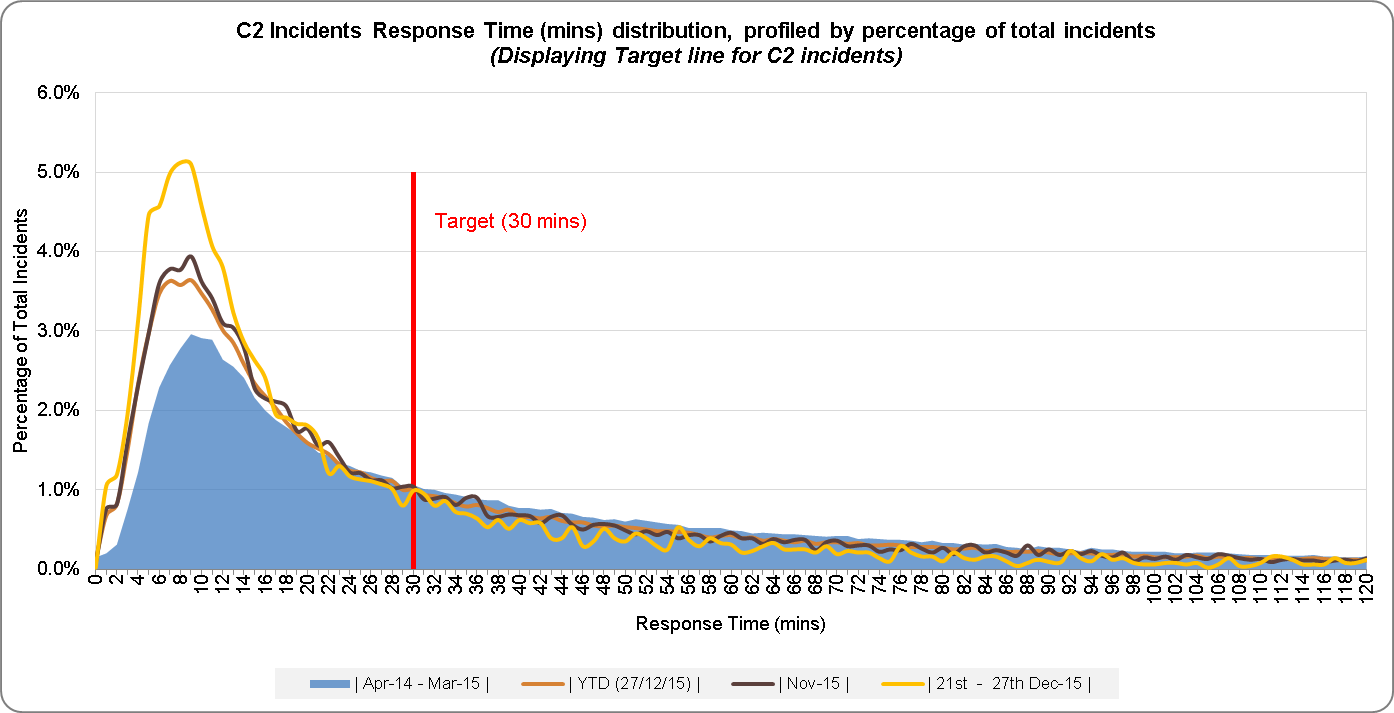 C2 Incidents Response Time (mins) distribution, profiled by percentage of total incidents
(Displaying Target line for C2 incidents)
6.0%
5.0%
4.0%
3.0%
2.0%
1.0%
0.0%
Percentage of Total Incidents
Target (30 mins)
0 2 4 6 8 10 12 14 16 18 20 22 24 26 28 30 32 34 36 38 40 42 44 46 48 50 52 54 56 58 60 62 64 66 68 70 72 74 76 78 80 82 84 86 88 90 92 94 96 98 100 102 104 106 108 110 112 114 116 118 120
Response Time (mins)
| Apr-14 - Mar-15 | | YTD (27/12/15) | | Nov-15 | | 21st - 27th Dec-15 |